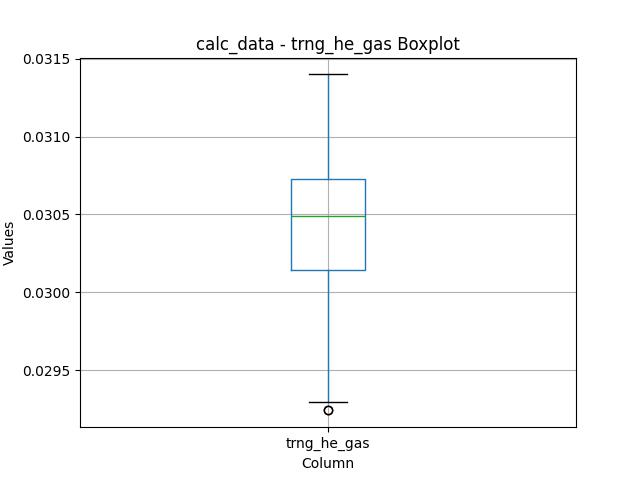 calc_data - trng_he_gas Boxplot
0.0315
0.0310
0.0305
0.0300
0.0295
Values
trng_he_gas
Column